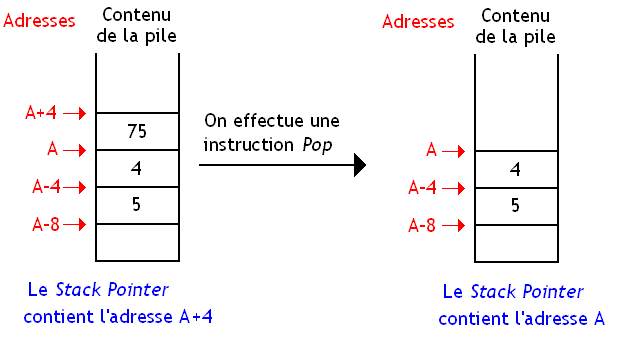 Adresses
Contenu
de la pile
A+4
75
A
4
A-4
5
A-8
Le Stack Pointer
contient l'adresse A+4
On effectue une
instruction Pop
Adresses
Contenu
de la pile
A
4
A-4
5
A-8
Le Stack Pointer
contient l'adresse A